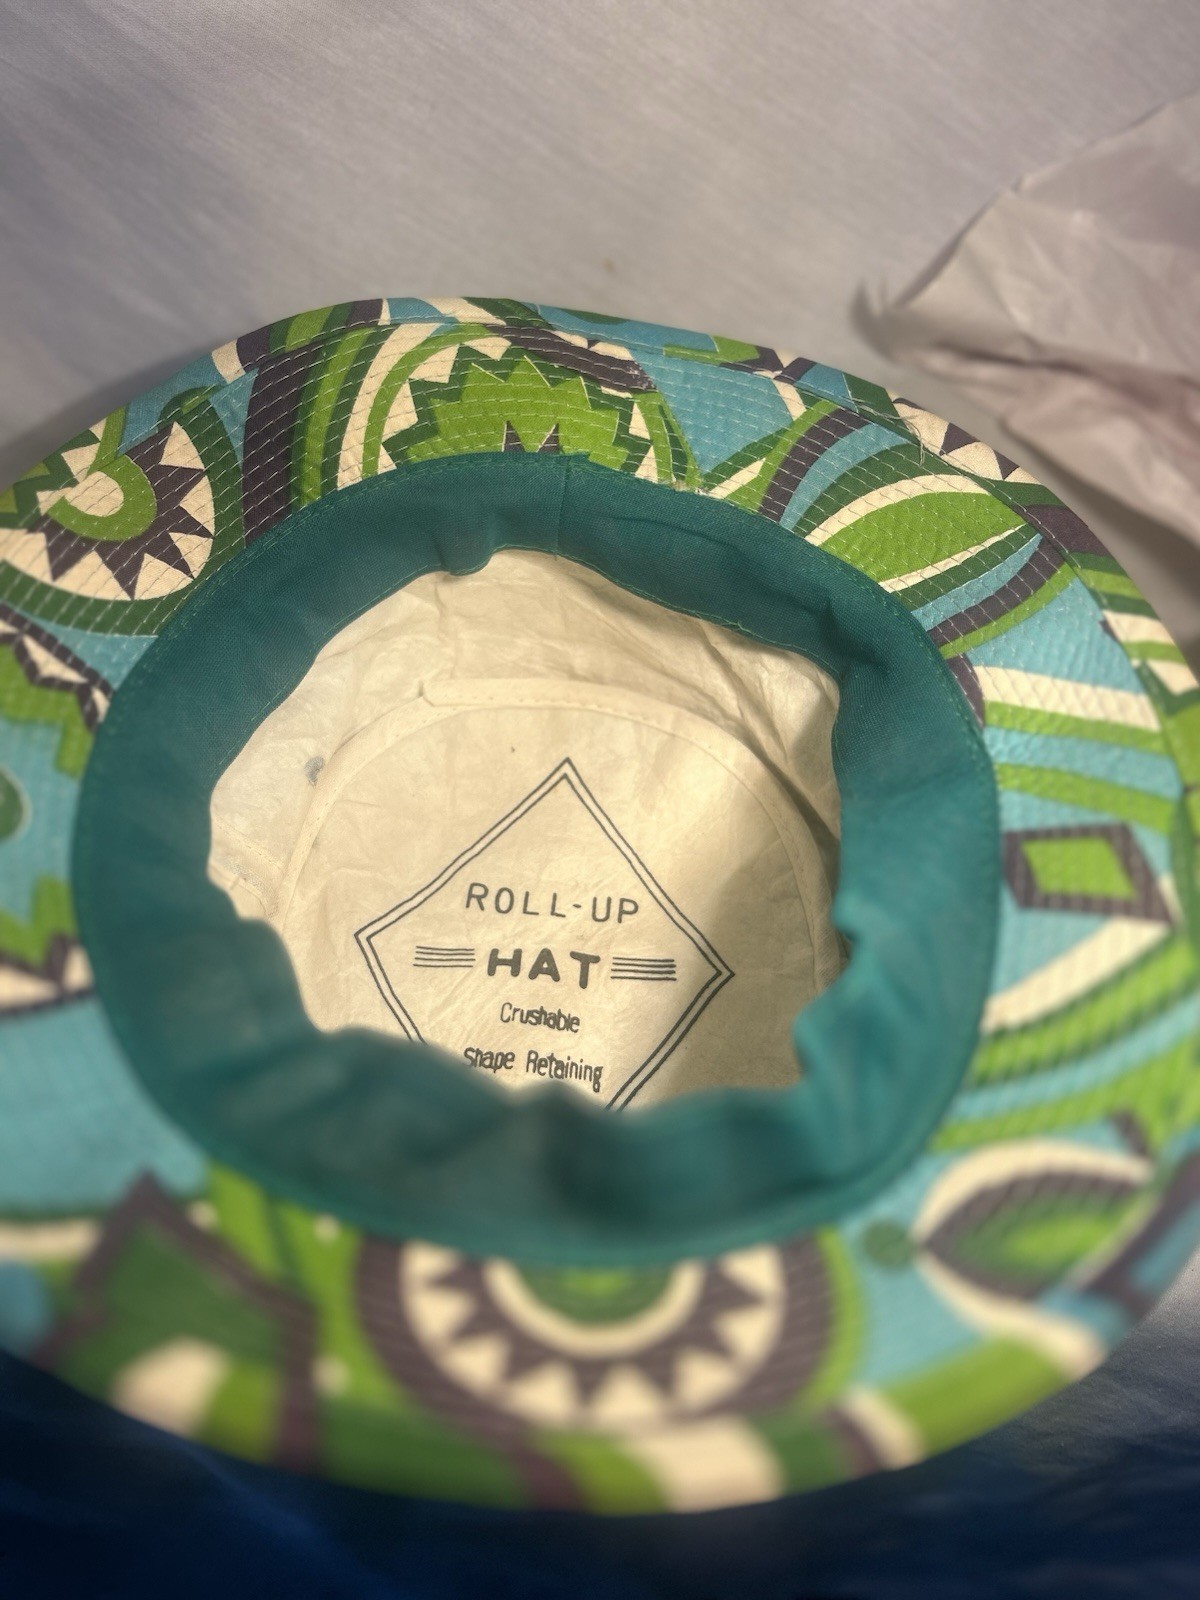 ROLL-UP
HAT
Crushable
Shape Retaining